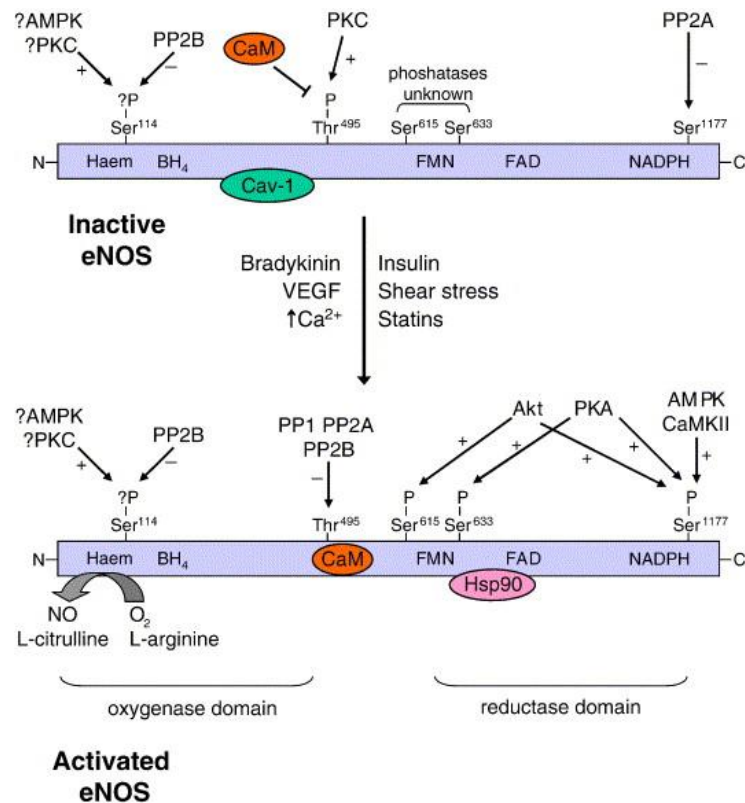 ?AMPK
?PKC
PP2B
CaM
PKC
PP2A
+
–
+
–
phoshatases
unknown
?P
P
Ser¹¹⁴
Thr⁴⁹⁵
Ser⁶¹⁵
Ser⁶³³
Ser¹¹⁷⁷
N
Haem
BH₄
FMN
FAD
NADPH
C
Cav-1
Inactive
eNOS
Bradykinin
VEGF
↑Ca²⁺
Insulin
Shear stress
Statins
?AMPK
?PKC
PP2B
PP1 PP2A
PP2B
Akt
PKA
AMPK
CaMKII
+
–
–
+
+
+
+
+
?P
P
P
P
Ser¹¹⁴
Thr⁴⁹⁵
Ser⁶¹⁵
Ser⁶³³
Ser¹¹⁷⁷
N
Haem
BH₄
CaM
FMN
FAD
NADPH
C
Hsp90
NO
O₂
L-citrulline
L-arginine
oxygenase domain
reductase domain
Activated
eNOS